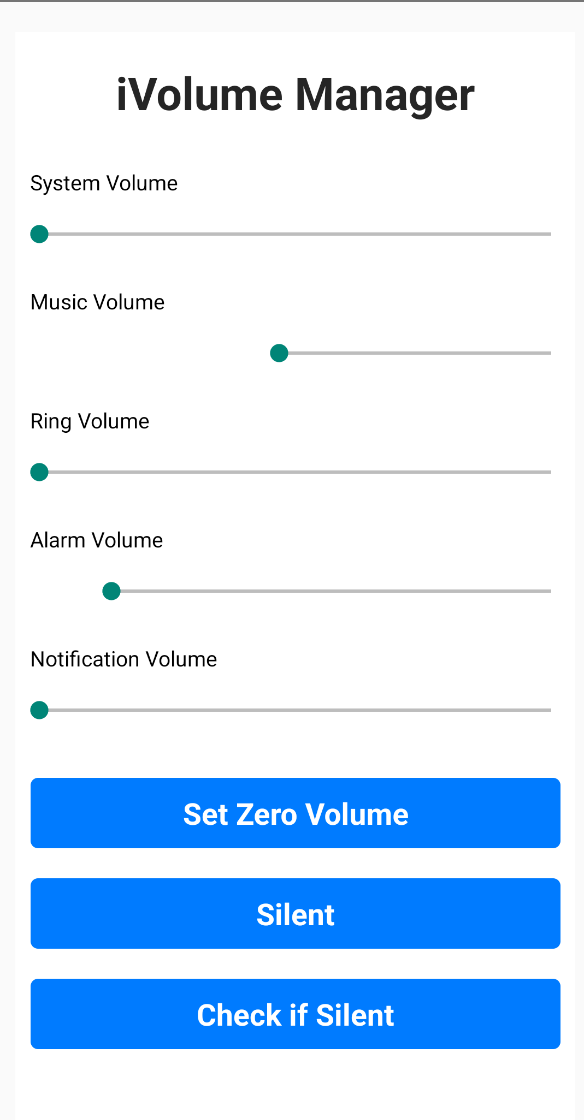 iVolume Manager
System Volume
Music Volume
Ring Volume
Alarm Volume
Notification Volume
Set Zero Volume
Silent
Check if Silent